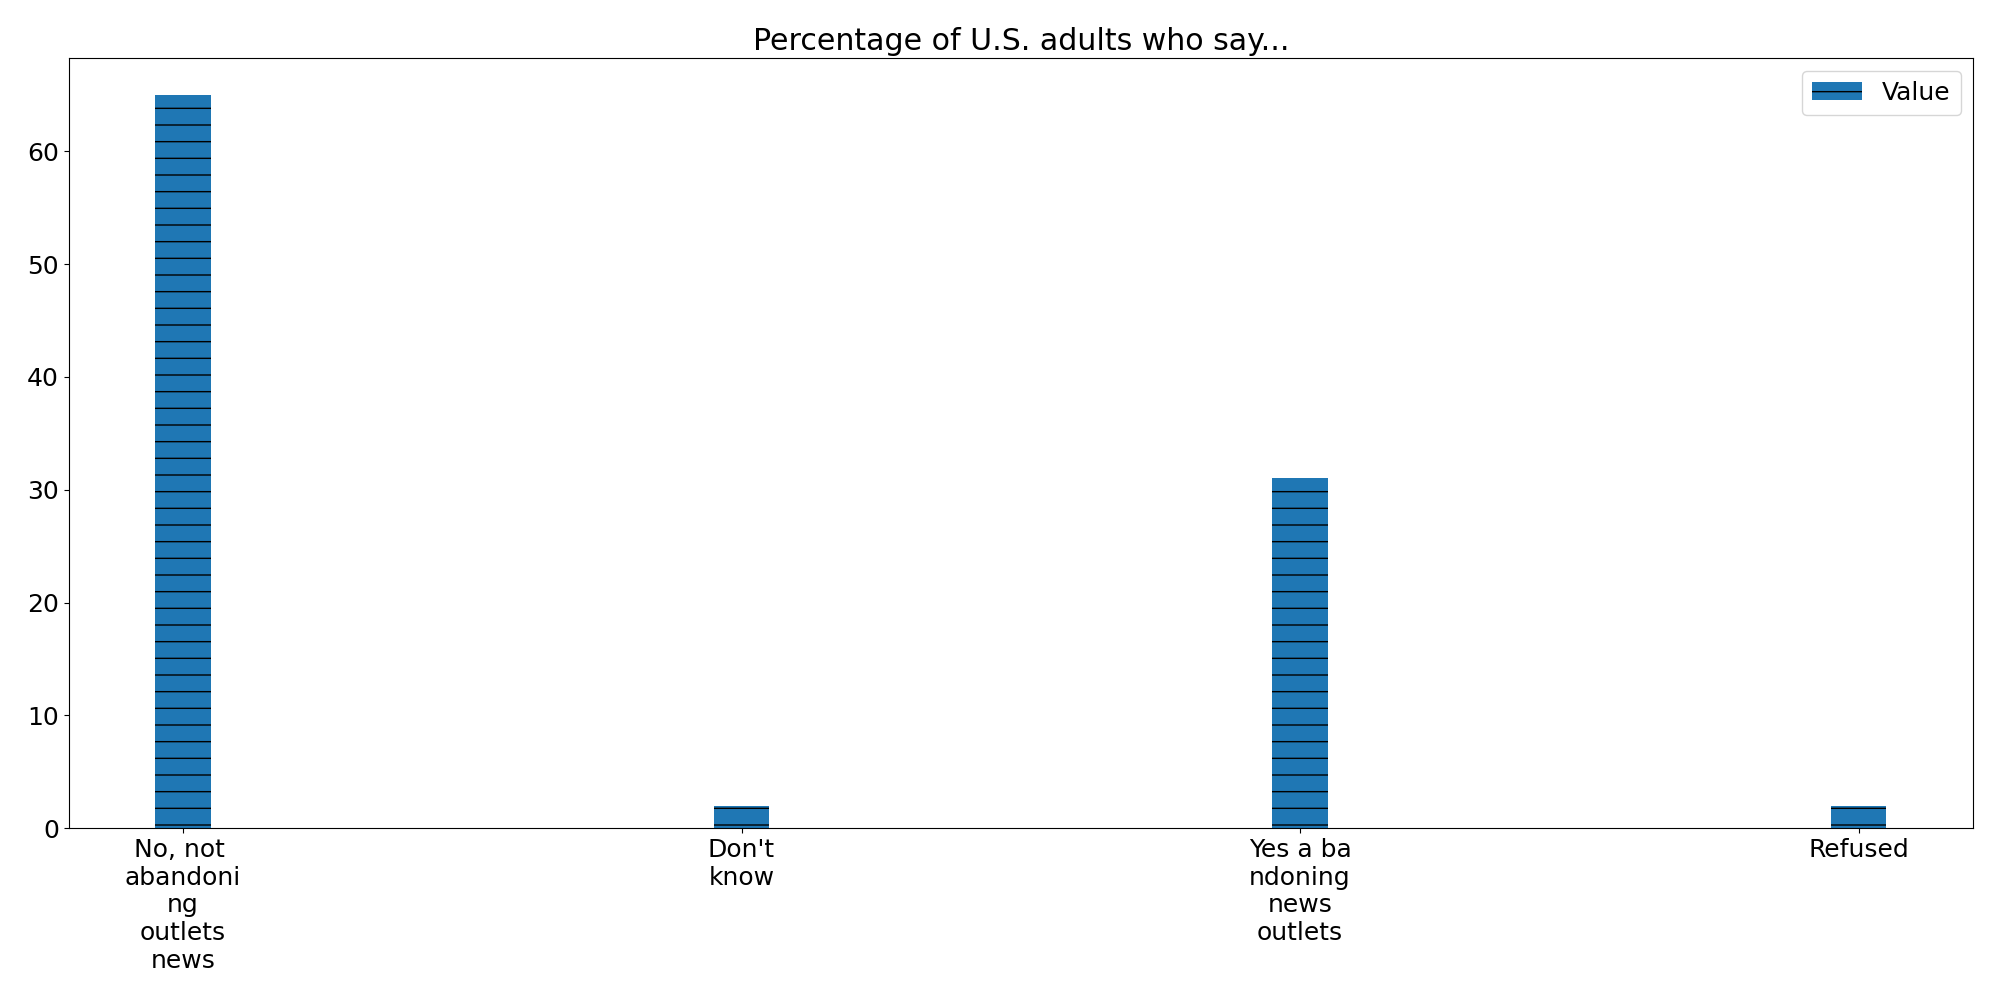 Percentage of U.S. adults who say...
Value
60
50
40
30
20
10
0
No, not
abandoni
ng
outlets
news
Don't
know
Yes a ba
ndoning
news
outlets
Refused